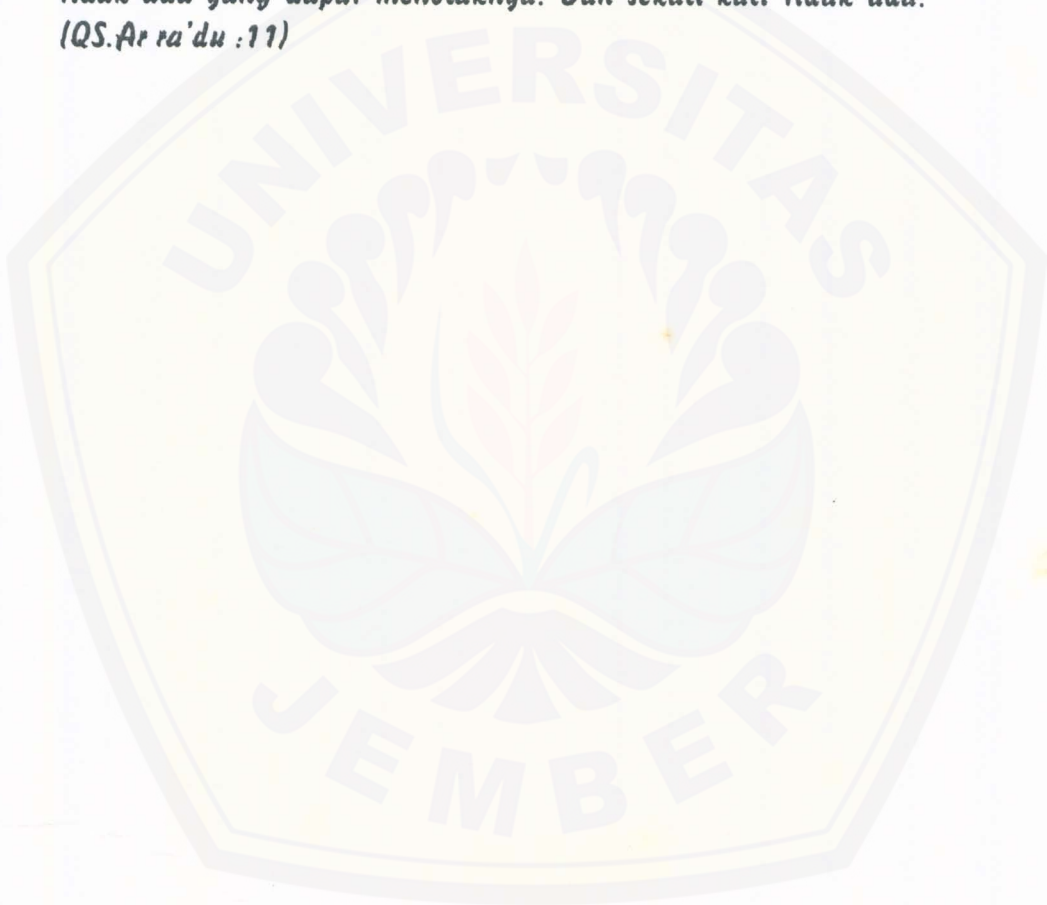 tidak ada yang dapat menolaknya. Dan sekali-kali tidak ada.
(QS.Ar ra'du :11)
UNIVERSITAS
JEMBER